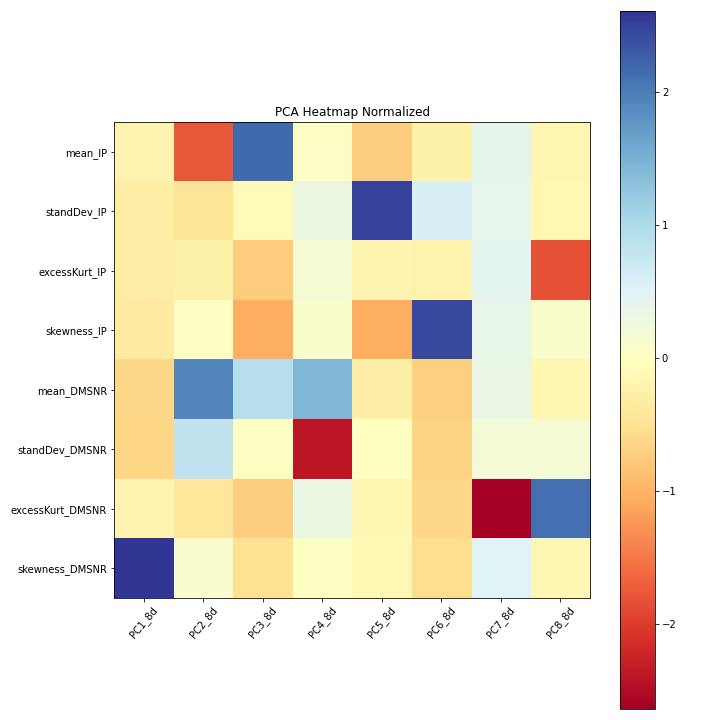 PCA Heatmap Normalized
mean_IP
standDev_IP
excessKurt_IP
skewness_IP
mean_DMSNR
standDev_DMSNR
excessKurt_DMSNR
skewness_DMSNR
PC1_8d
PC2_8d
PC3_8d
PC4_8d
PC5_8d
PC6_8d
PC7_8d
PC8_8d
2
1
0
−1
−2